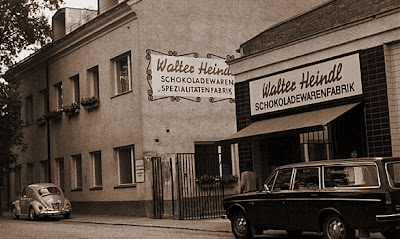 Walter Heindl
SCHOKOLADEWAREN
SPEZIALITÄTENFABRIK
Walter Heindl
SCHOKOLADEWARENFABRIK